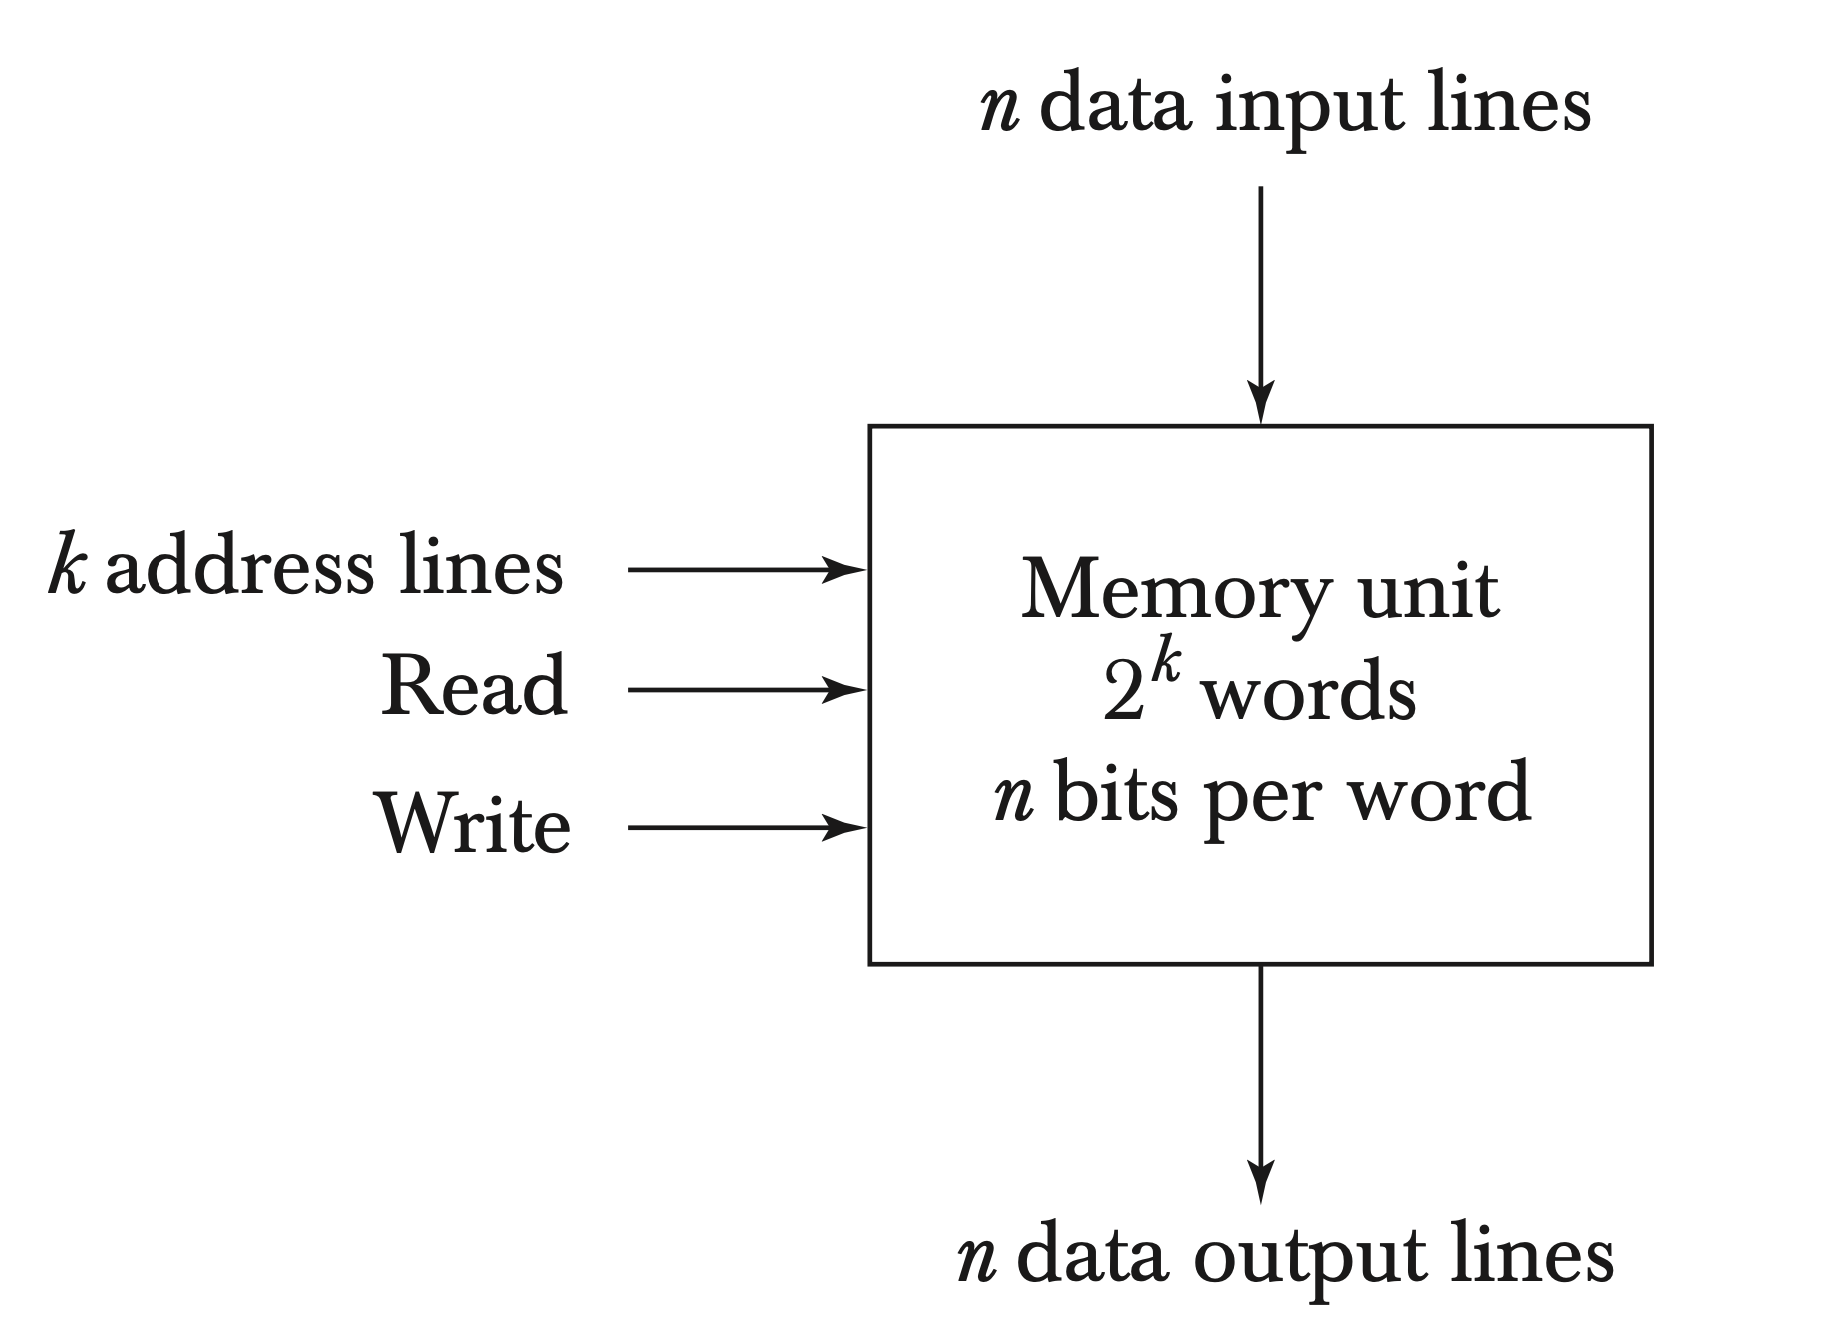 n data input lines
k address lines
Read
Write
Memory unit
2^k words
n bits per word
n data output lines